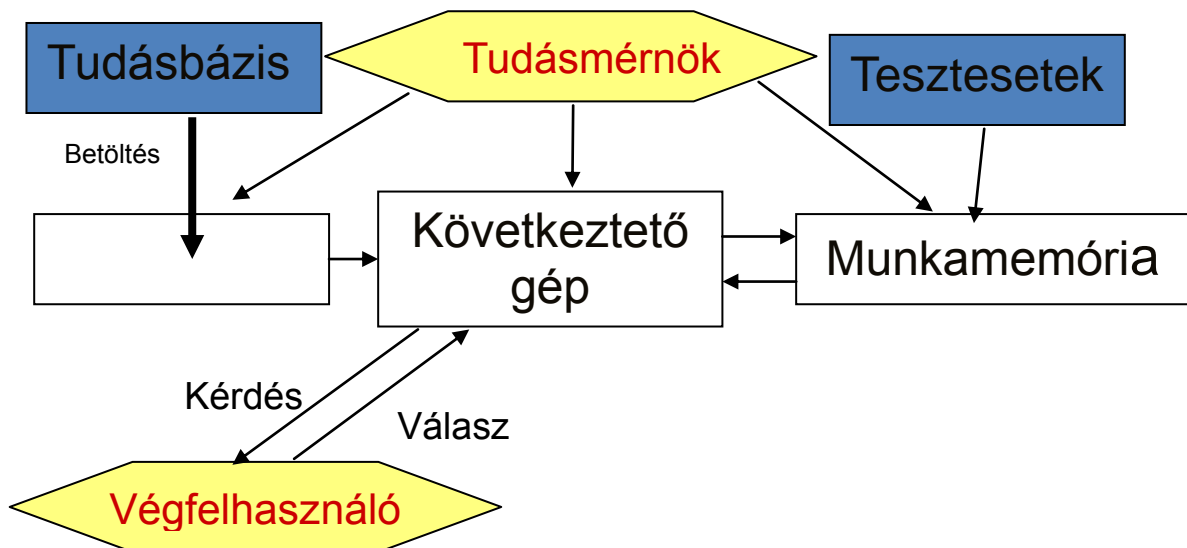 Tudásbázis
Tudásmérnök
Tesztesetek
Betöltés
Következtető
gép
Munkamemória
Kérdés
Válasz
Végfelhasználó